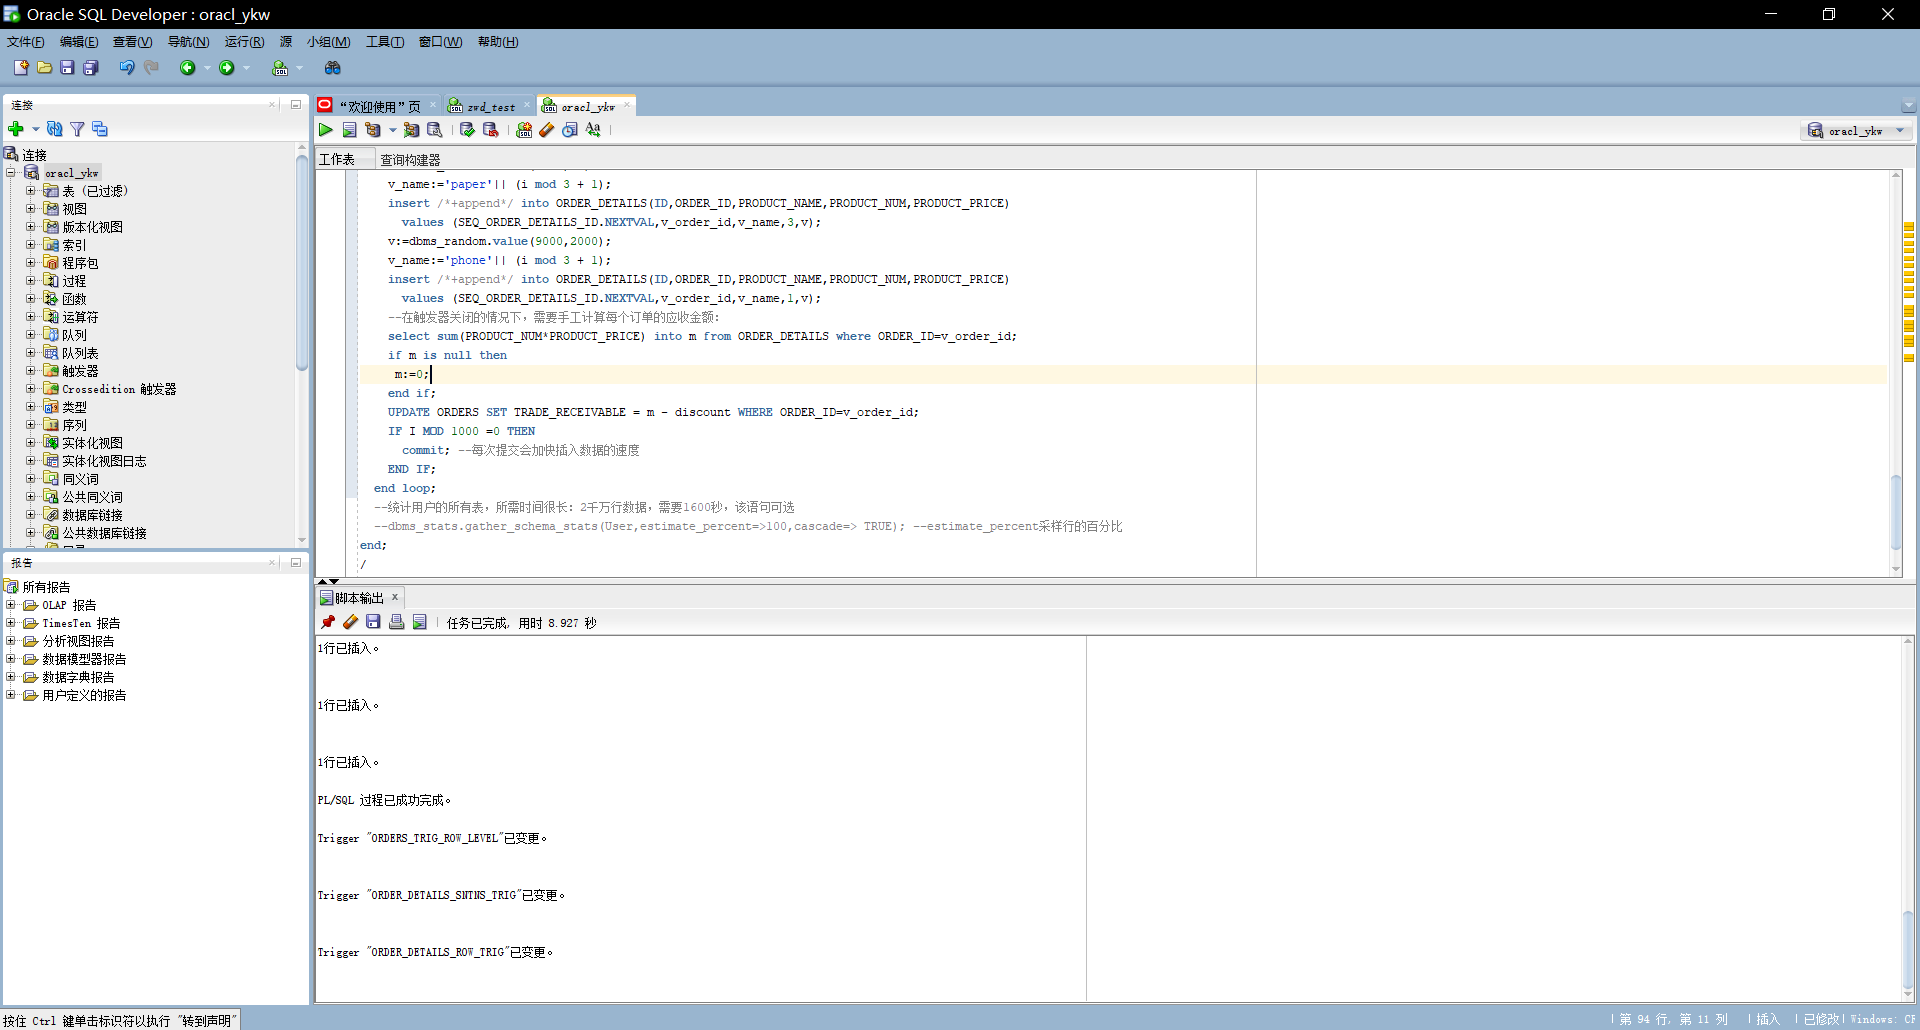 Oracle SQL Developer : oracl_ykw
文件(F) 编辑(E) 查看(V) 导航(N) 运行(R) 源 小组(M) 工具(T) 窗口(W) 帮助(H)
连接
连接
oracl_ykw
表 (已过滤)
视图
版本化视图
索引
程序包
过程
函数
运算符
队列
队列表
触发器
Crossedition 触发器
类型
序列
实体化视图
实体化视图日志
同义词
公共同义词
数据库链接
公共数据库链接
报告
所有报告
OLAP 报告
TimesTen 报告
分析视图报告
数据模型器报告
数据字典报告
用户定义的报告
“欢迎使用”页 zwd_test oracl_ykw
oracl_ykw
工作表 查询构建器
v_name:='paper'|| (i mod 3 + 1);
insert /*+append*/ into ORDER_DETAILS(ID,ORDER_ID,PRODUCT_NAME,PRODUCT_NUM,PRODUCT_PRICE)
values (SEQ_ORDER_DETAILS_ID.NEXTVAL,v_order_id,v_name,3,v);
v:=dbms_random.value(9000,2000);
v_name:='phone'|| (i mod 3 + 1);
insert /*+append*/ into ORDER_DETAILS(ID,ORDER_ID,PRODUCT_NAME,PRODUCT_NUM,PRODUCT_PRICE)
values (SEQ_ORDER_DETAILS_ID.NEXTVAL,v_order_id,v_name,1,v);
--在触发器关闭的情况下，需要手工计算每个订单的应收金额：
select sum(PRODUCT_NUM*PRODUCT_PRICE) into m from ORDER_DETAILS where ORDER_ID=v_order_id;
if m is null then
m:=0;
end if;
UPDATE ORDERS SET TRADE_RECEIVABLE = m - discount WHERE ORDER_ID=v_order_id;
IF I MOD 1000 =0 THEN
commit; --每次提交会加快插入数据的速度
END IF;
end loop;
--统计用户的所有表，所需时间很长：2千万行数据，需要1600秒，该语句可选
--dbms_stats.gather_schema_stats(User,estimate_percent=>100,cascade=> TRUE); --estimate_percent采样行的百分比
end;
/
脚本输出
任务已完成, 用时 8.927 秒
1行已插入。
1行已插入。
1行已插入。
PL/SQL 过程已成功完成。
Trigger "ORDERS_TRIG_ROW_LEVEL"已变更。
Trigger "ORDER_DETAILS_SNTNS_TRIG"已变更。
Trigger "ORDER_DETAILS_ROW_TRIG"已变更。
按住 Ctrl 键单击标识符以执行 "转到声明" 第 94 行, 第 11 列 插入 已修改 Windows: CF